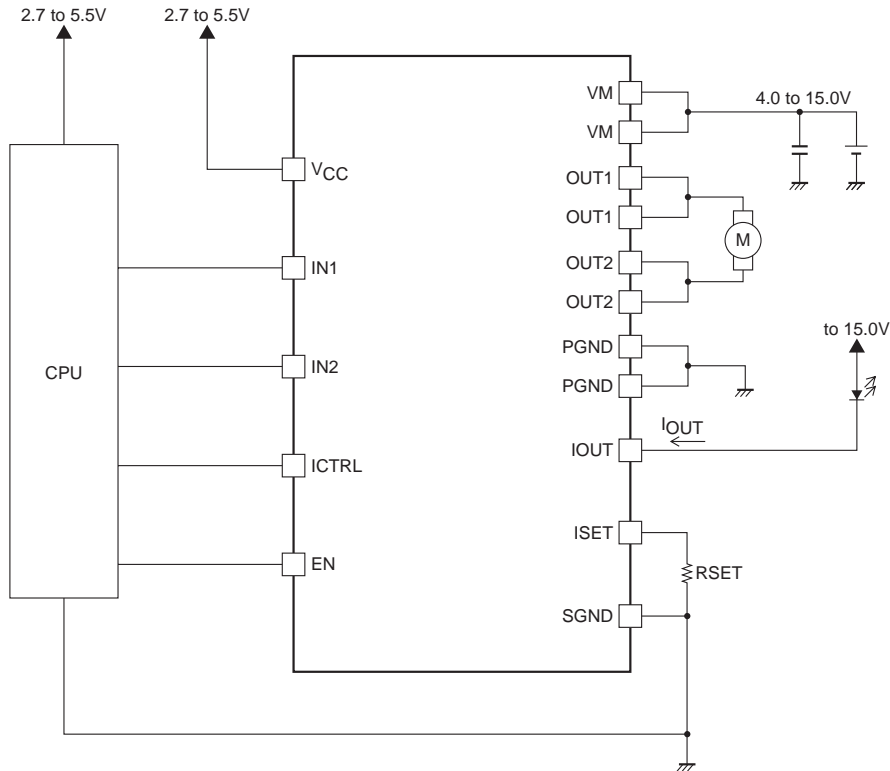 2.7 to 5.5V
2.7 to 5.5V
VM
4.0 to 15.0V
VM
VCC
OUT1
OUT1
M
IN1
OUT2
OUT2
to 15.0V
PGND
CPU
IN2
PGND
IOUT
IOUT
ICTRL
ISET
EN
RSET
SGND